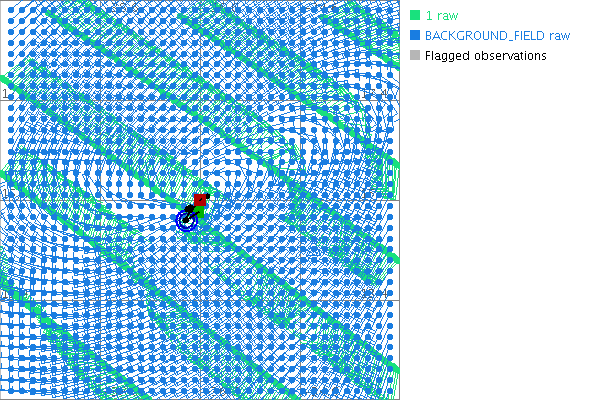 1 raw
BACKGROUND_FIELD raw
Flagged observations